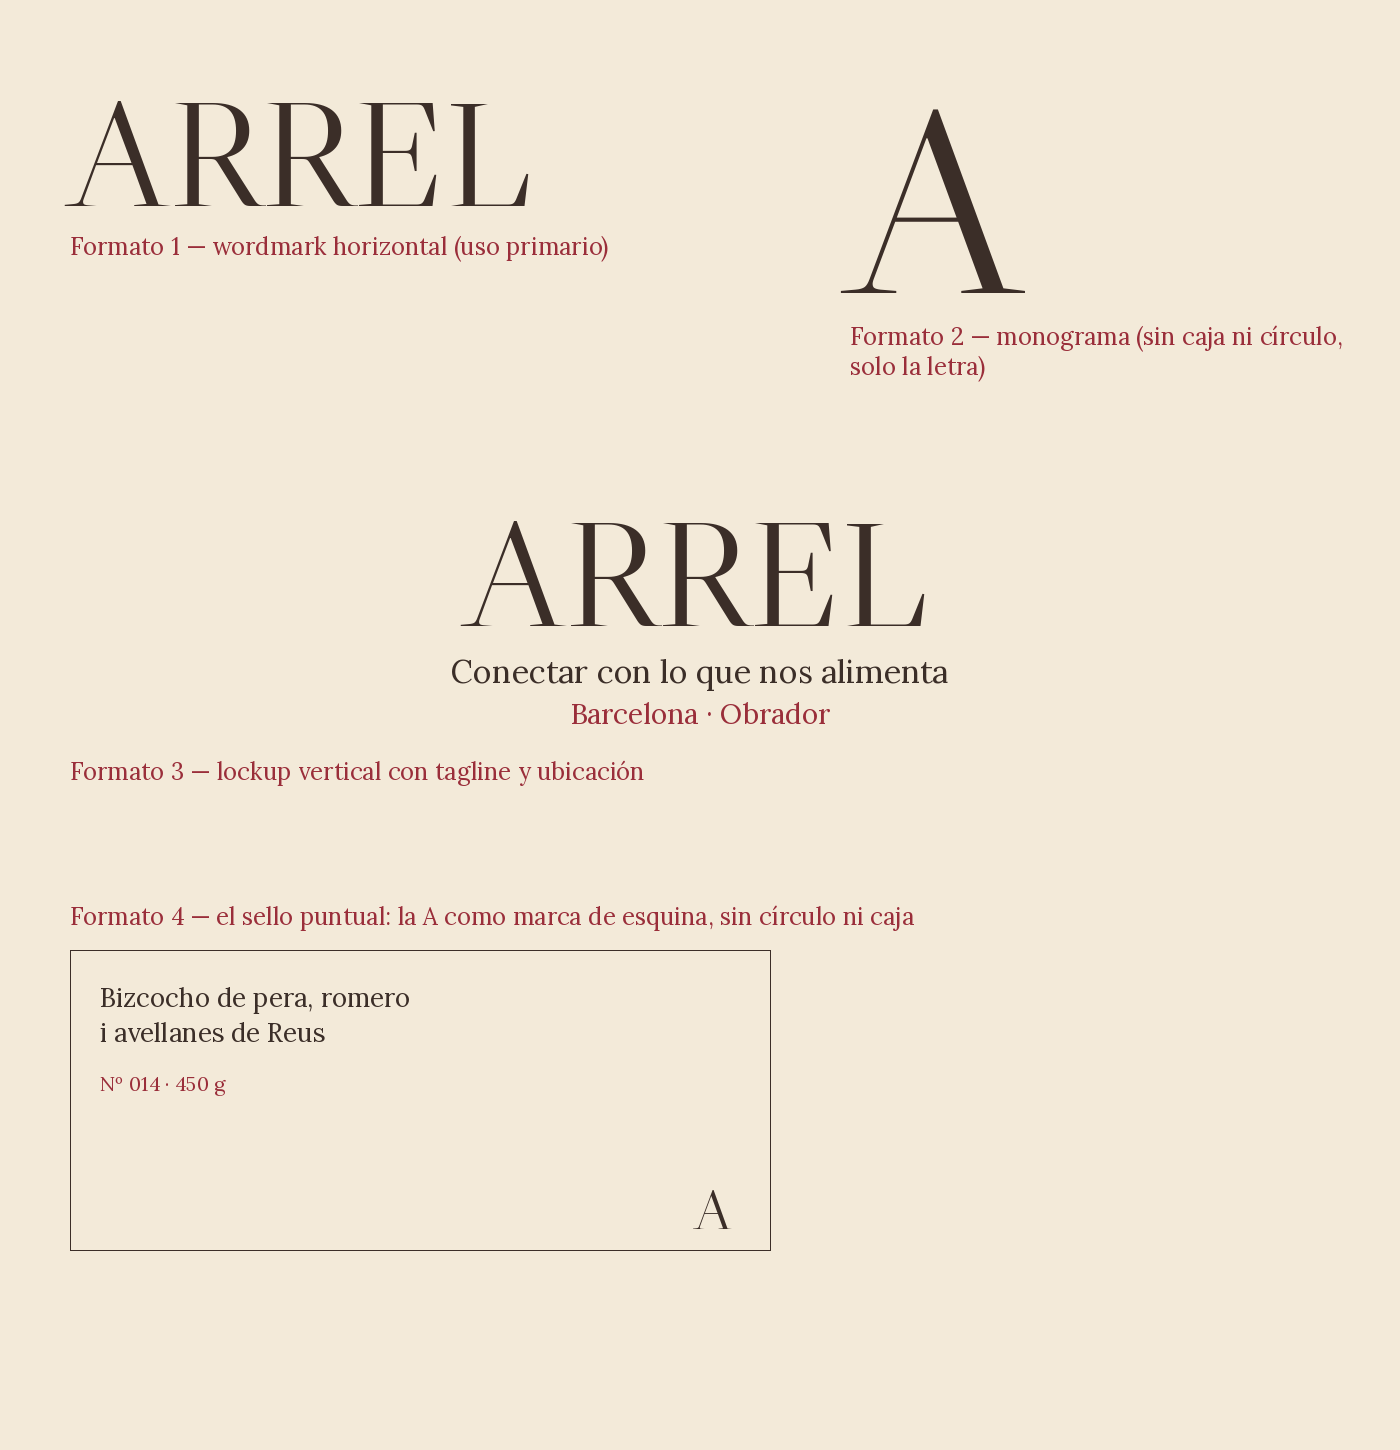 ARREL
Formato 1 — wordmark horizontal (uso primario)
A
Formato 2 — monograma (sin caja ni círculo,
solo la letra)
ARREL
Conectar con lo que nos alimenta
Barcelona · Obrador
Formato 3 — lockup vertical con tagline y ubicación
Formato 4 — el sello puntual: la A como marca de esquina, sin círculo ni caja
Bizcocho de pera, romero
i avellanes de Reus
Nº 014 · 450 g
A